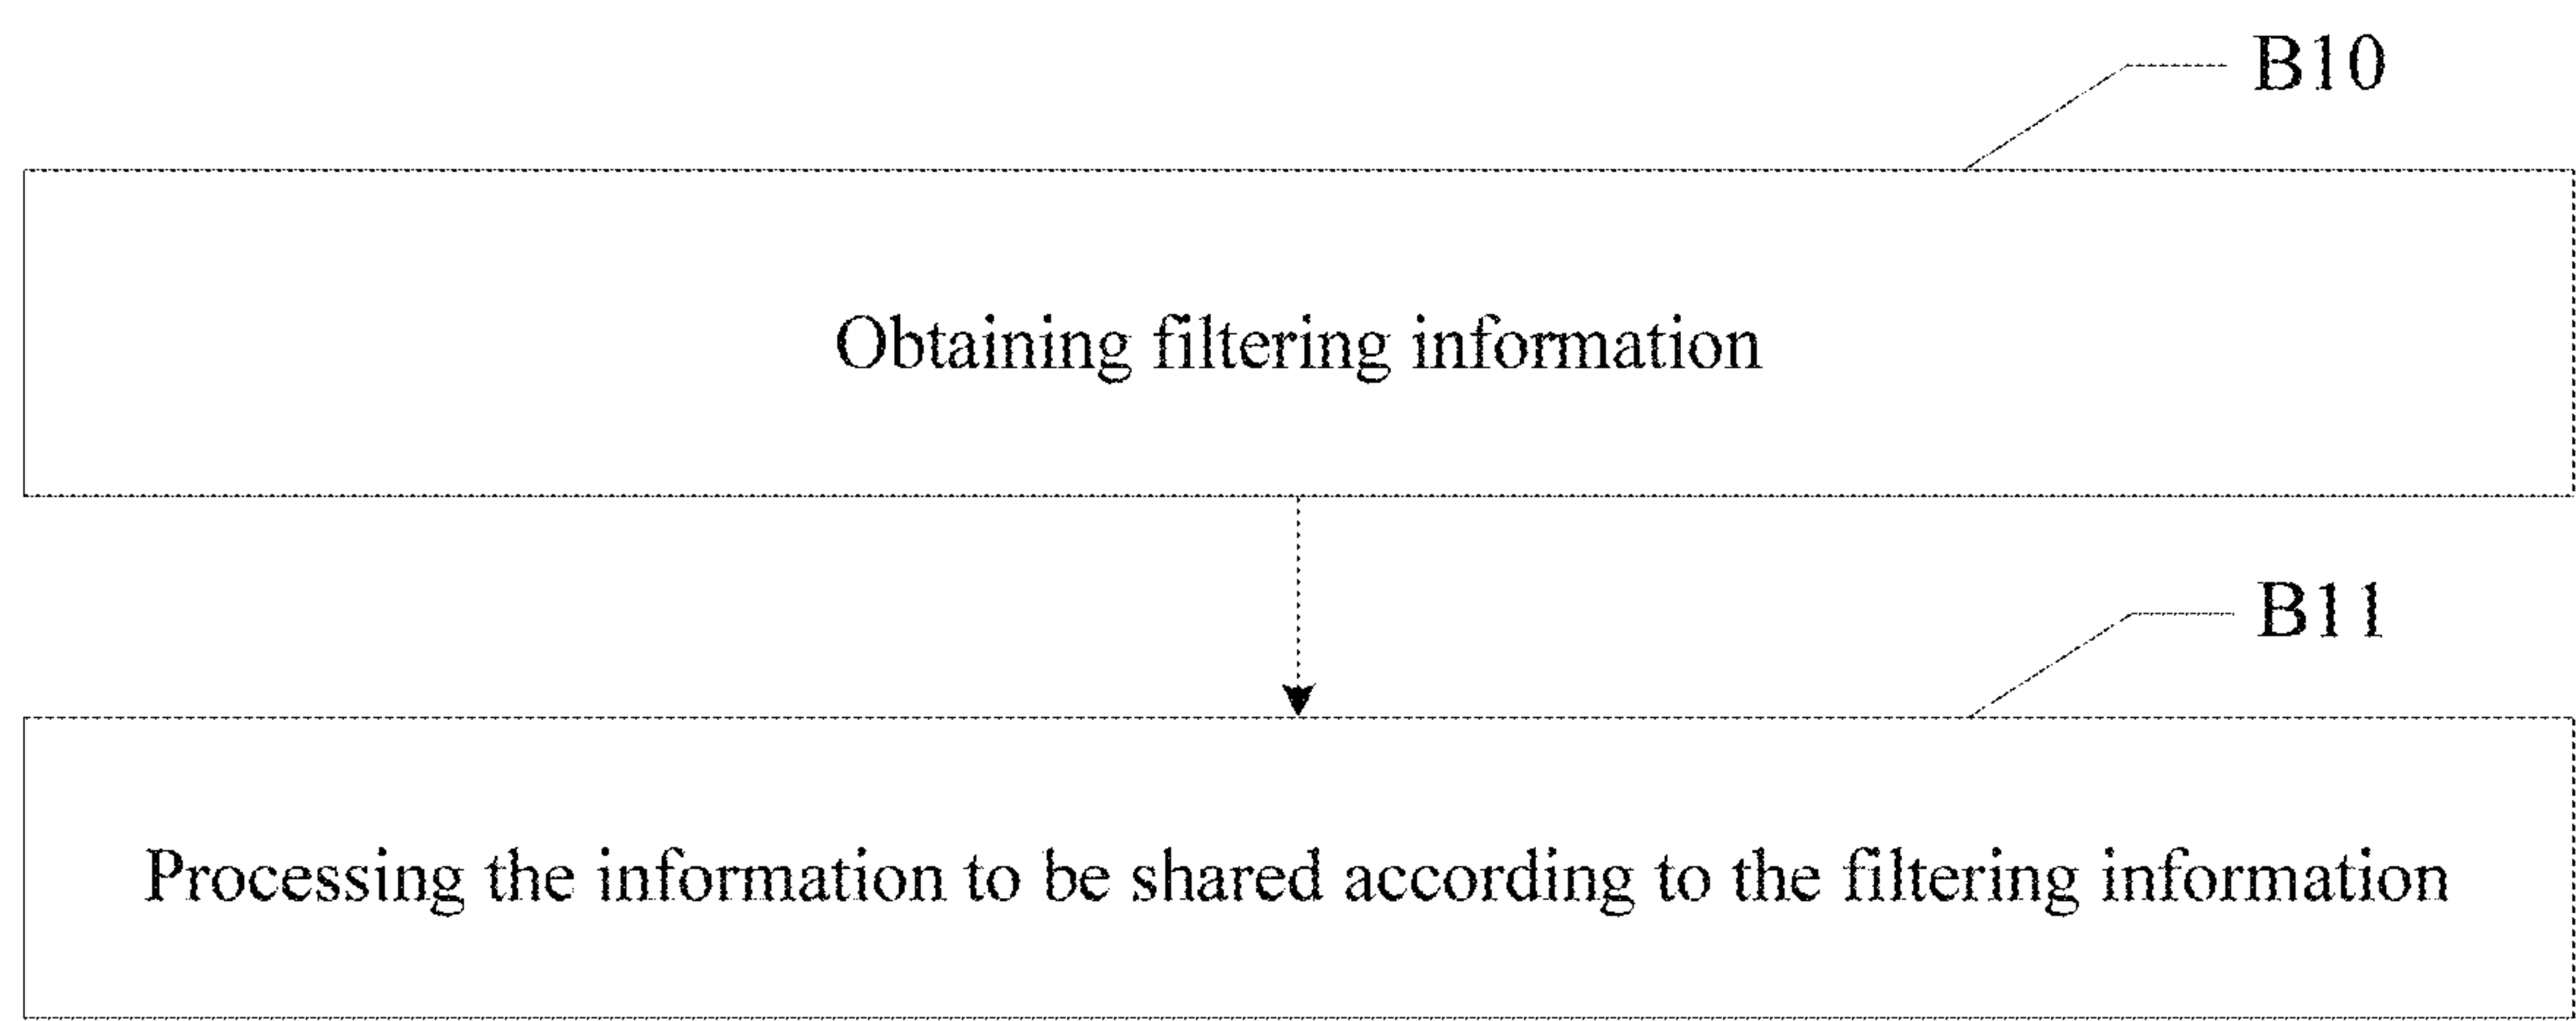 B10
Obtaining filtering information
B11
Processing the information to be shared according to the filtering information